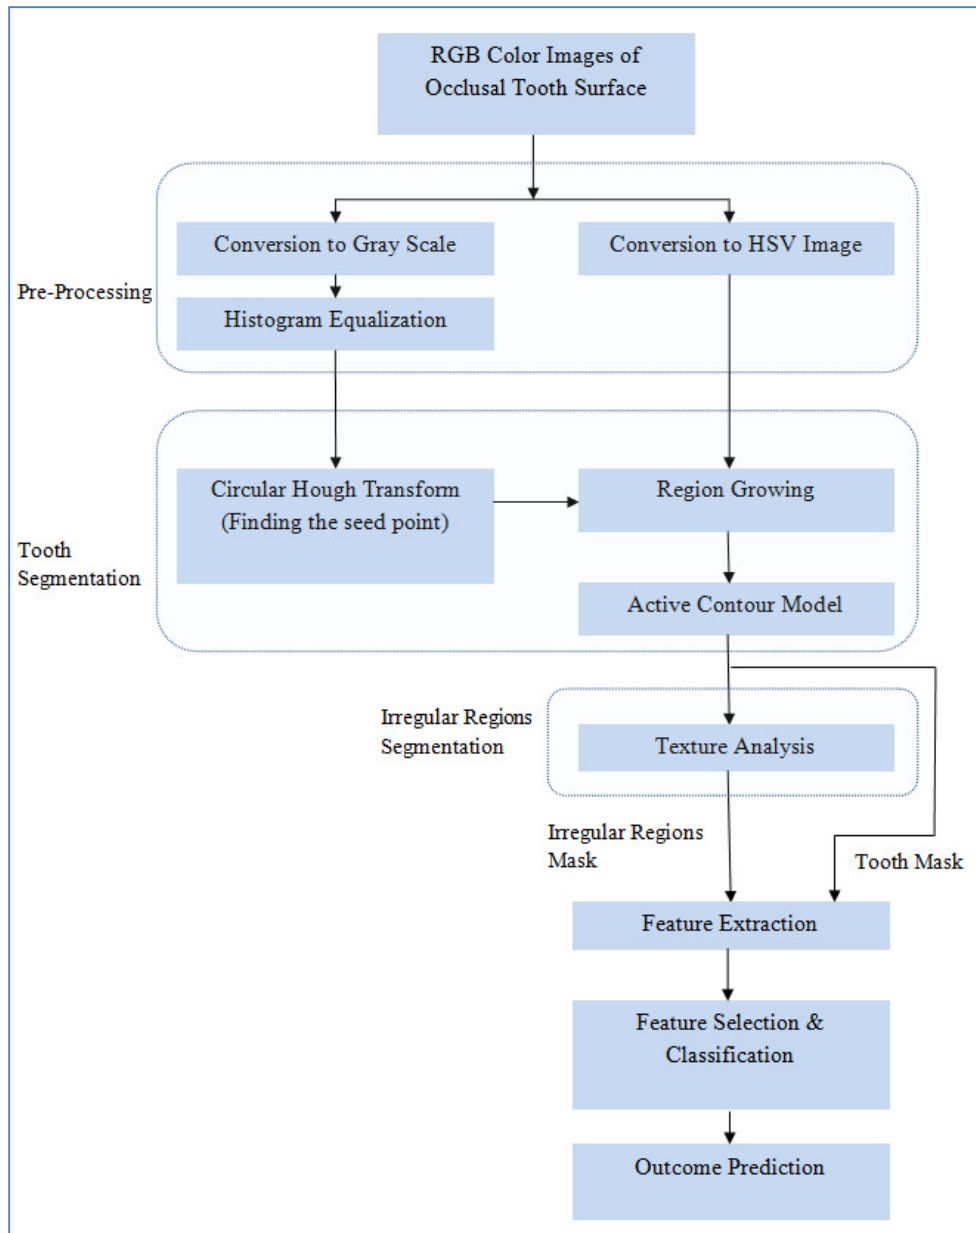 RGB Color Images of
Occlusal Tooth Surface
Conversion to Gray Scale
Conversion to HSV Image
Pre-Processing
Histogram Equalization
Circular Hough Transform
(Finding the seed point)
Region Growing
Tooth
Segmentation
Active Contour Model
Irregular Regions
Segmentation
Texture Analysis
Irregular Regions
Mask
Tooth Mask
Feature Extraction
Feature Selection &
Classification
Outcome Prediction